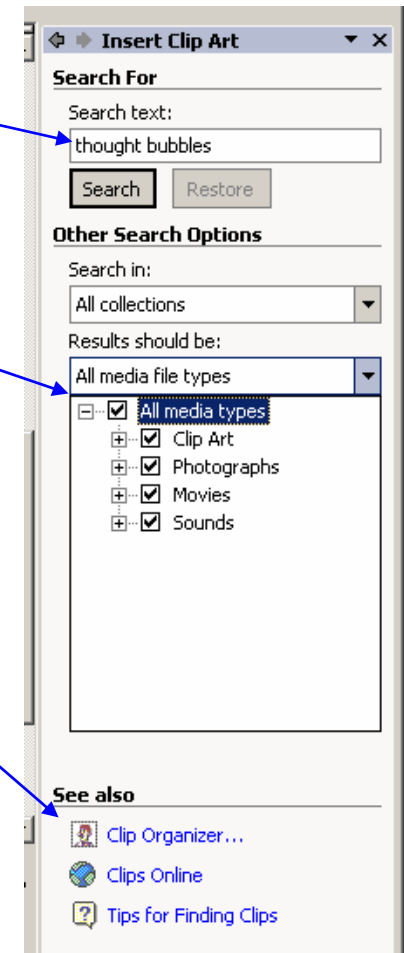 Insert Clip Art
Search For
Search text:
thought bubbles
Search Restore
Other Search Options
Search in:
All collections
Results should be:
All media file types
All media types
Clip Art
Photographs
Movies
Sounds
See also
Clip Organizer...
Clips Online
Tips for Finding Clips